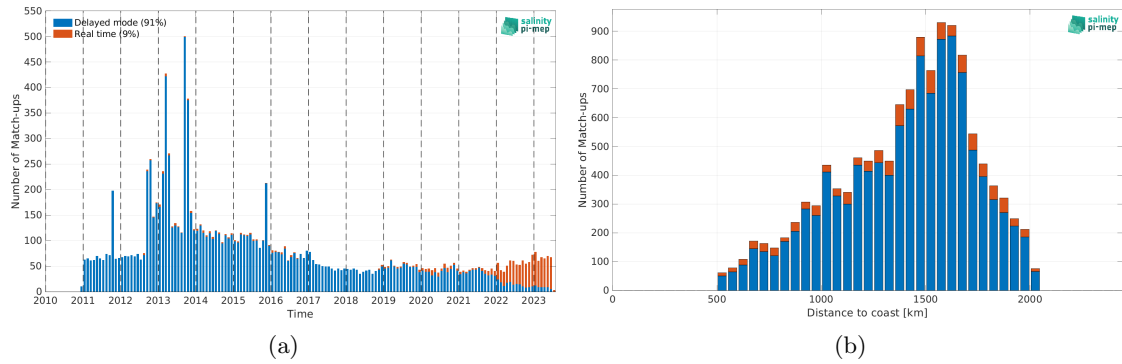 Delayed mode (91%)
Real time (9%)
salinity
pi-mep
Number of Match-ups
550
500
450
400
350
300
250
200
150
100
50
0
2010 2011 2012 2013 2014 2015 2016 2017 2018 2019 2020 2021 2022 2023
Time
(a)
salinity
pi-mep
Number of Match-ups
900
800
700
600
500
400
300
200
100
0
0 500 1000 1500 2000
Distance to coast [km]
(b)